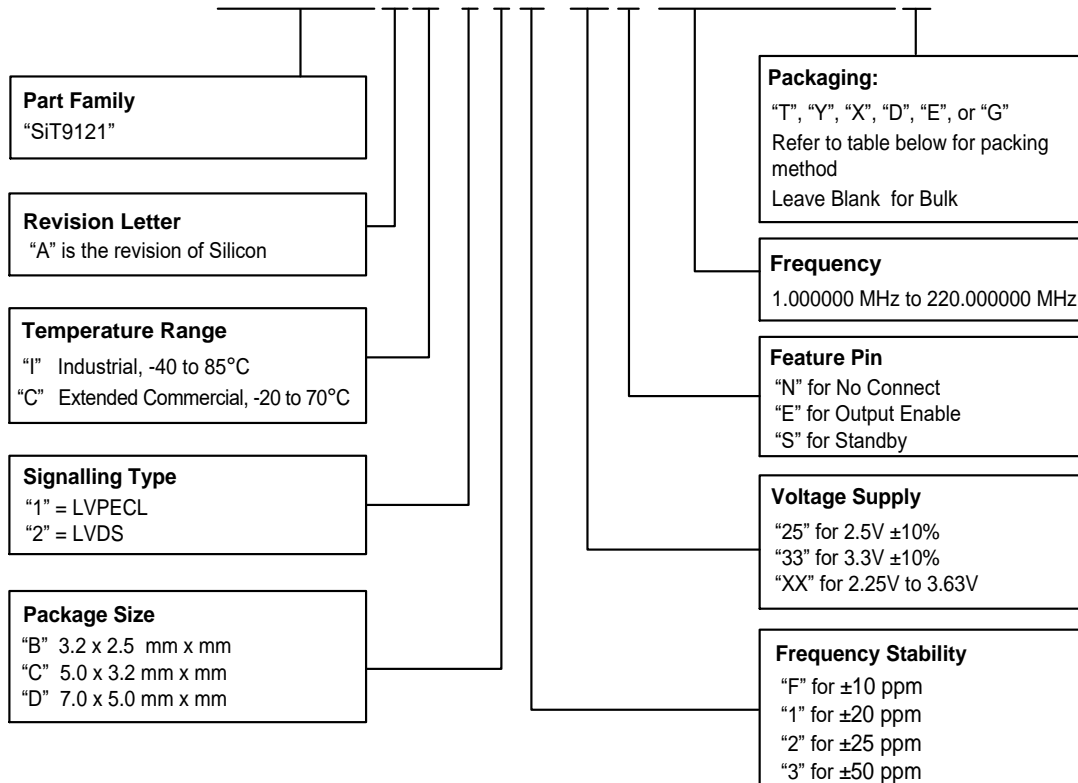 Part Family
“SiT9121”
Revision Letter
“A” is the revision of Silicon
Temperature Range
“I” Industrial, -40 to 85°C
“C” Extended Commercial, -20 to 70°C
Signalling Type
“1” = LVPECL
“2” = LVDS
Package Size
“B” 3.2 x 2.5 mm x mm
“C” 5.0 x 3.2 mm x mm
“D” 7.0 x 5.0 mm x mm
Packaging:
“T”, “Y”, “X”, “D”, “E”, or “G”
Refer to table below for packing
method
Leave Blank for Bulk
Frequency
1.000000 MHz to 220.000000 MHz
Feature Pin
“N” for No Connect
“E” for Output Enable
“S” for Standby
Voltage Supply
“25” for 2.5V ±10%
“33” for 3.3V ±10%
“XX” for 2.25V to 3.63V
Frequency Stability
“F” for ±10 ppm
“1” for ±20 ppm
“2” for ±25 ppm
“3” for ±50 ppm